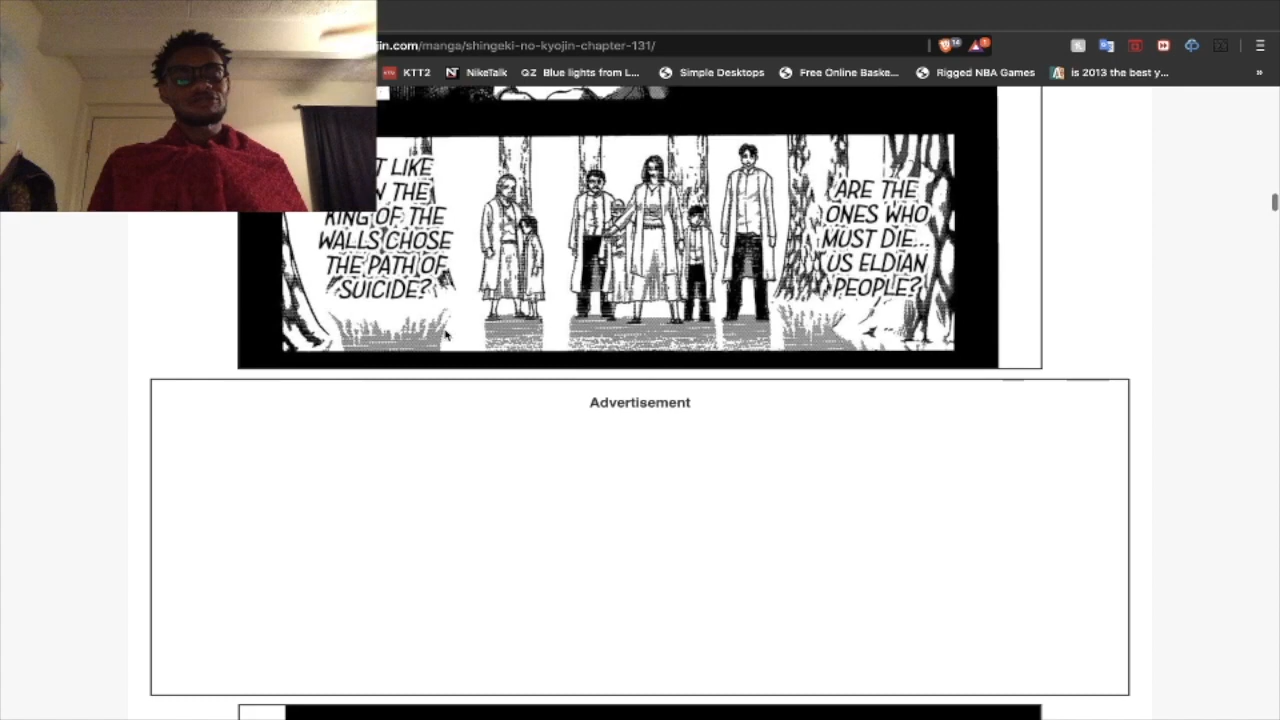 jin.com/manga/shingeki-no-kyojin-chapter-131/
KTT2
NikeTalk
QZ Blue lights from L...
Simple Desktops
Free Online Baske...
Rigged NBA Games
is 2013 the best y...
»
ARE THE
ONES WHO
MUST DIE...
US ELDIAN
PEOPLE?
LIKE
THE
KING OF THE
WALLS CHOSE
THE PATH OF
SUICIDE?
Advertisement